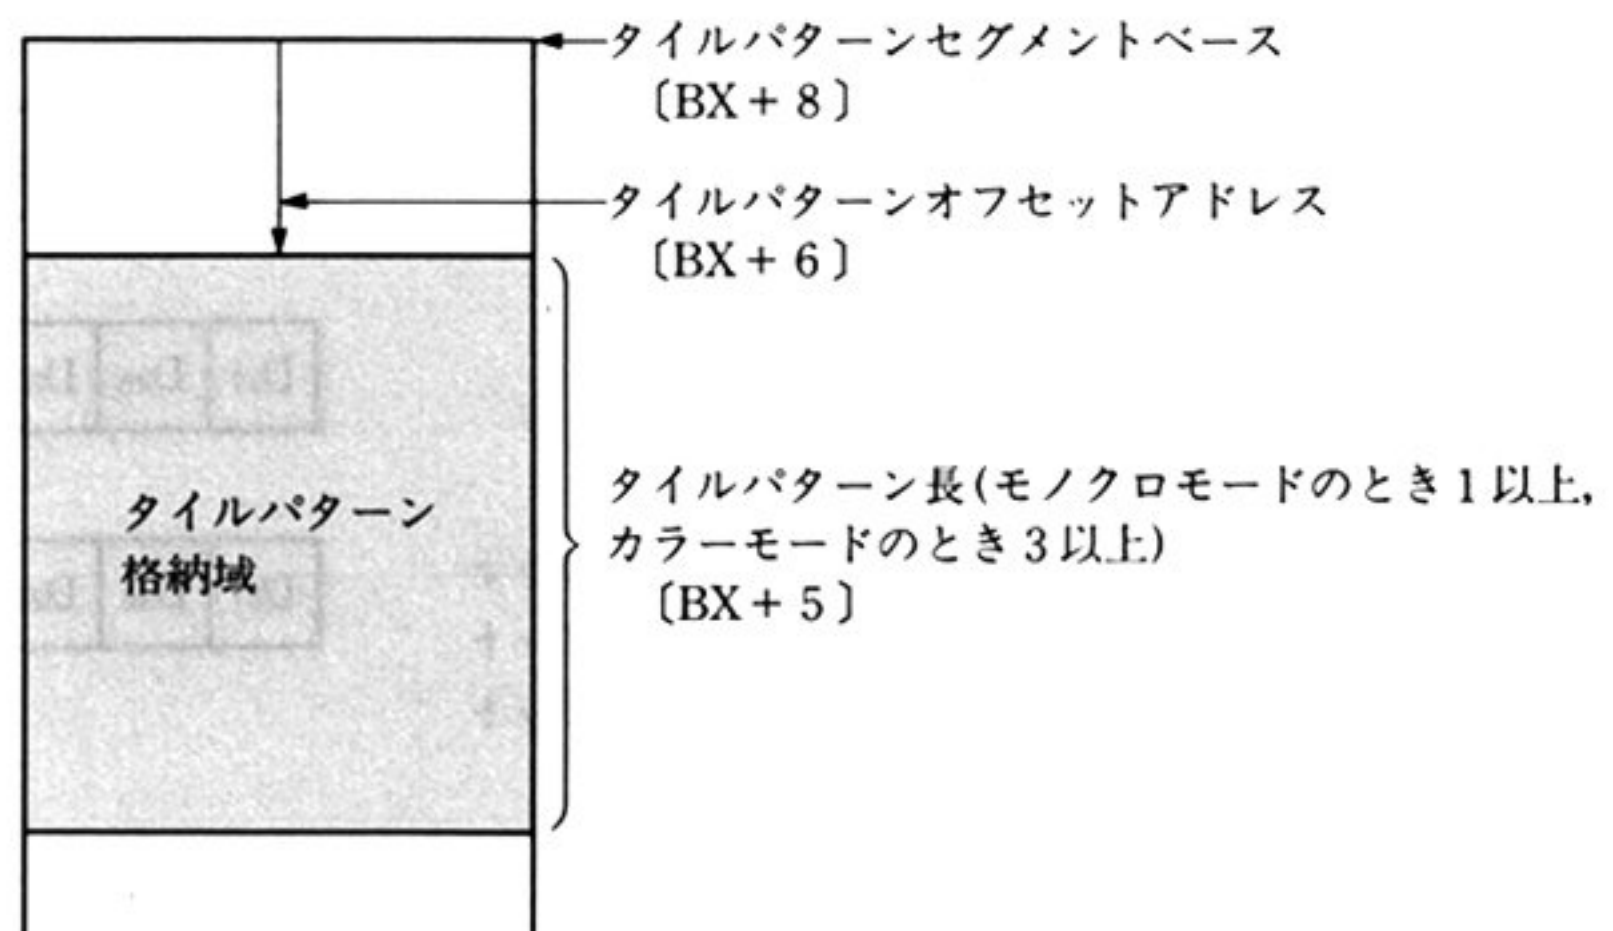 タイルパターンセグメントベース
〔BX+8〕
タイルパターンオフセットアドレス
〔BX+6〕
タイルパターン長(モノクロモードのとき1以上,
カラーモードのとき3以上)
〔BX+5〕
タイルパターン
格納域